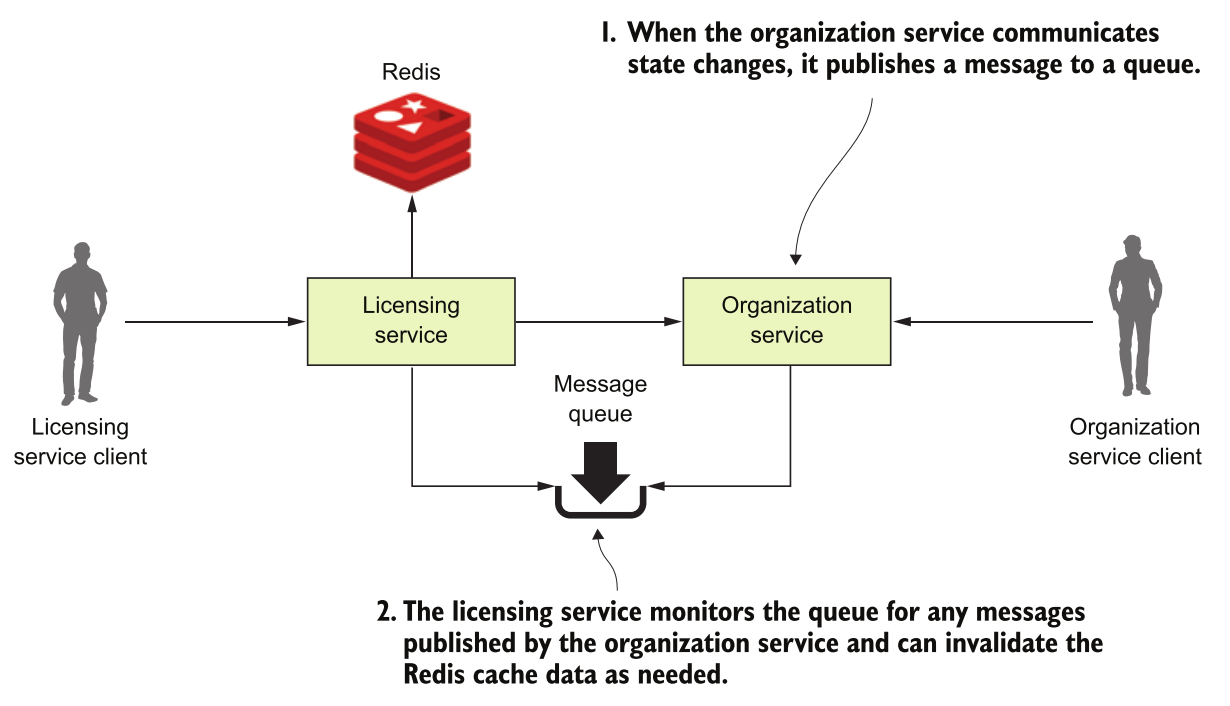 1. When the organization service communicates
state changes, it publishes a message to a queue.
Redis
Licensing
service
Organization
service
Message
queue
Licensing
service client
Organization
service client
2. The licensing service monitors the queue for any messages
published by the organization service and can invalidate the
Redis cache data as needed.